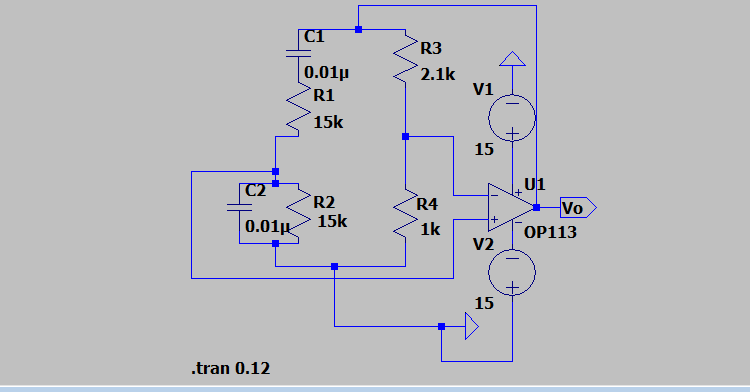 C1
0.01µ
R1
15k
R3
2.1k
V1
15
C2
0.01µ
R2
15k
R4
1k
U1
OP113
Vo
V2
15
.tran 0.12